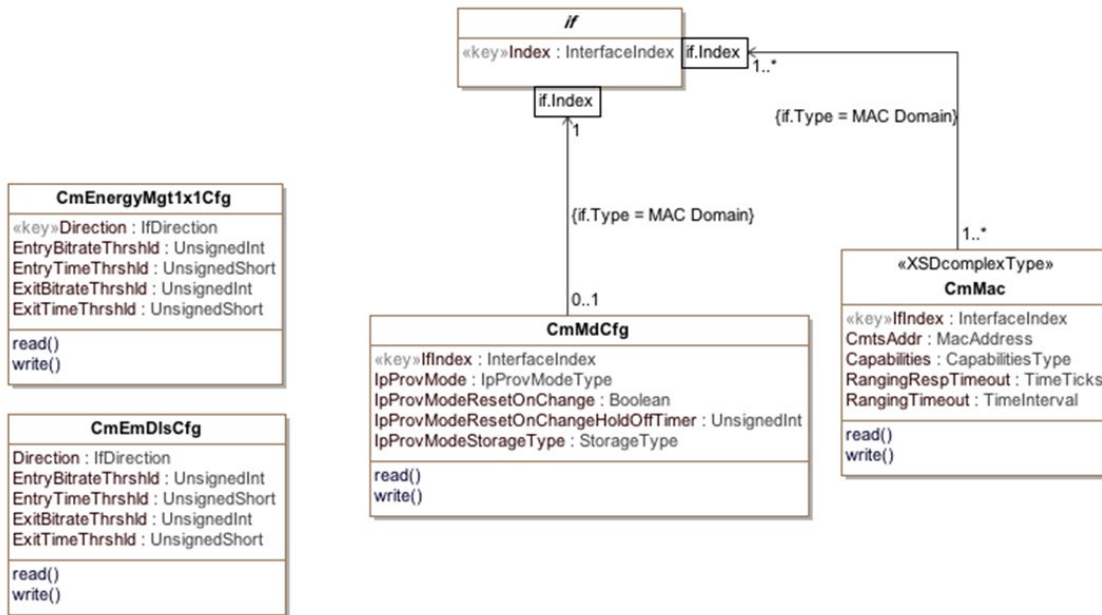 if
«key»Index : InterfaceIndex
if.Index
1..*
if.Index
1
{if.Type = MAC Domain}
{if.Type = MAC Domain}
0..1
1..*
CmEnergyMgt1x1Cfg
«key»Direction : IfDirection
EntryBitrateThrshld : UnsignedInt
EntryTimeThrshld : UnsignedShort
ExitBitrateThrshld : UnsignedInt
ExitTimeThrshld : UnsignedShort
read()
write()
CmEmDlsCfg
Direction : IfDirection
EntryBitrateThrshld : UnsignedInt
EntryTimeThrshld : UnsignedShort
ExitBitrateThrshld : UnsignedInt
ExitTimeThrshld : UnsignedShort
read()
write()
CmMdCfg
«key»IfIndex : InterfaceIndex
IpProvMode : IpProvModeType
IpProvModeResetOnChange : Boolean
IpProvModeResetOnChangeHoldOffTimer : UnsignedInt
IpProvModeStorageType : StorageType
read()
write()
«XSDcomplexType»
CmMac
«key»IfIndex : InterfaceIndex
CmtsAddr : MacAddress
Capabilities : CapabilitiesType
RangingRespTimeout : TimeTicks
RangingTimeout : TimeInterval
read()
write()